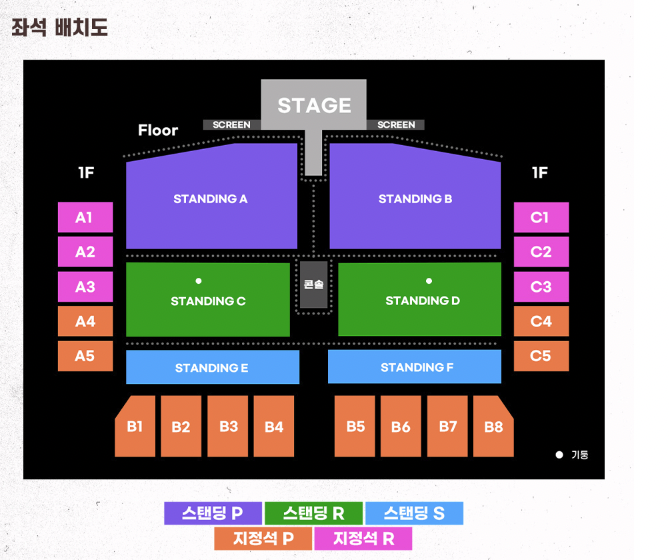 좌석 배치도
STAGE
SCREEN SCREEN
Floor
1F 1F
STANDING A STANDING B
A1 C1
A2 C2
A3 콘솔 C3
STANDING C STANDING D
A4 C4
A5 C5
STANDING E STANDING F
B1 B2 B3 B4 B5 B6 B7 B8
기둥
스탠딩 P 스탠딩 R 스탠딩 S
지정석 P 지정석 R